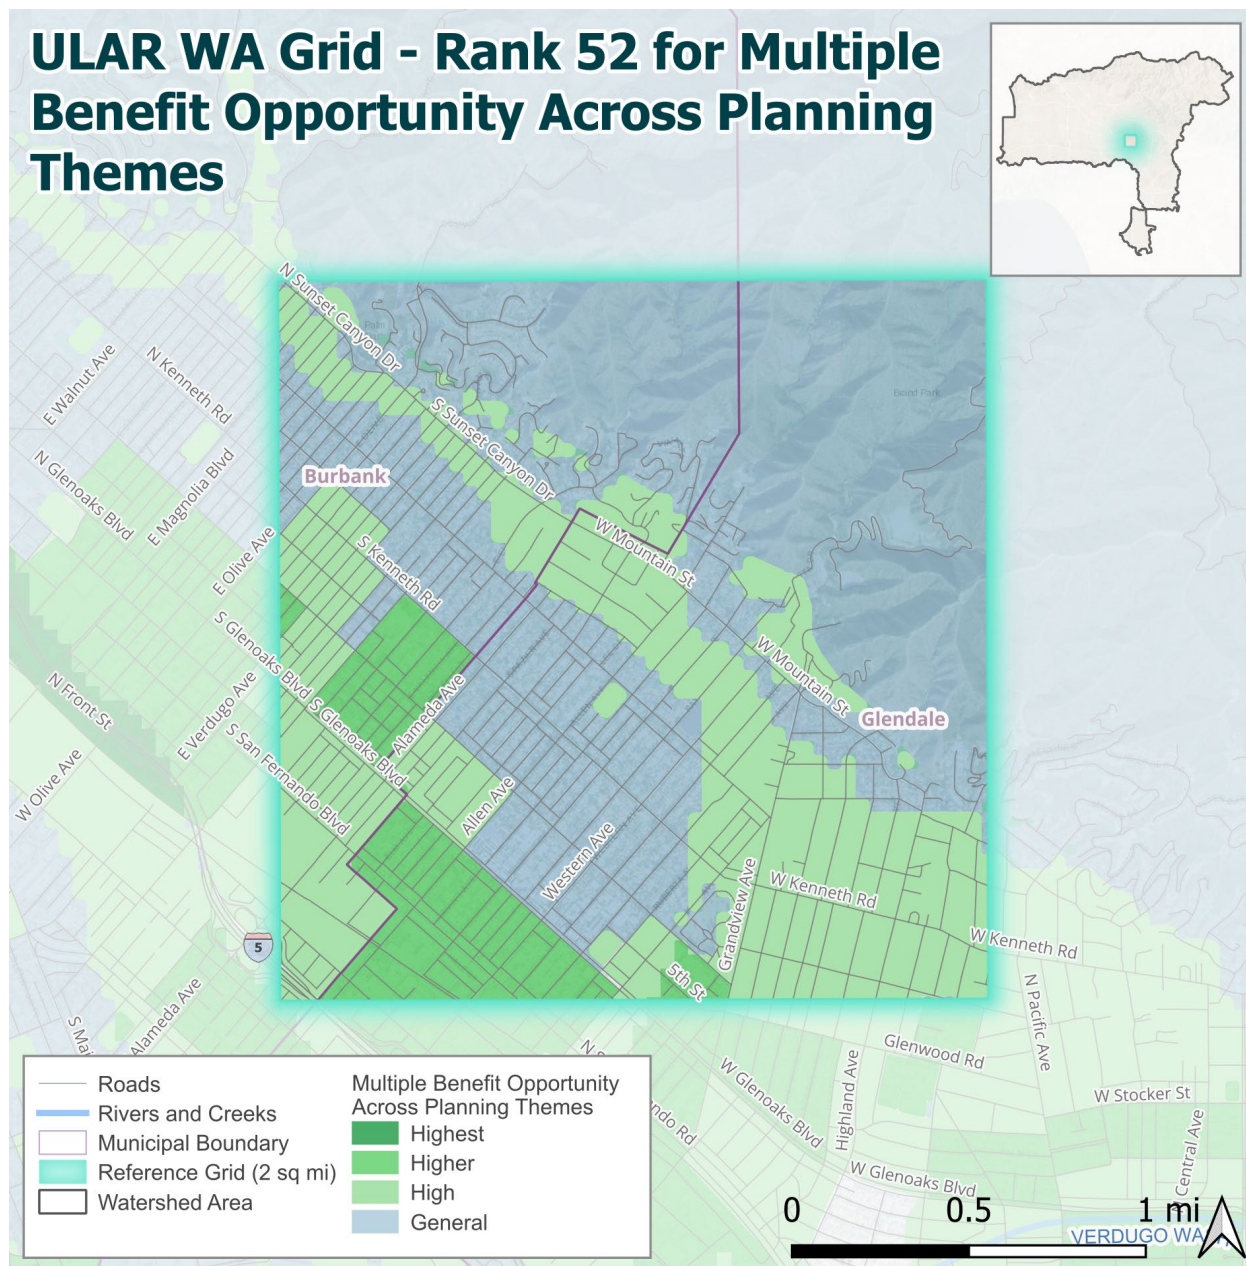 ULAR WA Grid - Rank 52 for Multiple
Benefit Opportunity Across Planning
Themes
N Sunset Canyon Dr
E Walnut Ave
N Kenneth Rd
Brand Park
S Sunset Canyon Dr
N Glenoaks Blvd
E Magnolia Blvd
Burbank
E Olive Ave
S Kenneth Rd
W Mountain St
S Glenoaks Blvd
S Glenoaks Blvd
W Mountain St
Glendale
N Front St
E Verdugo Ave
Alameda Ave
S San Fernando Blvd
W Olive Ave
Allen Ave
Western Ave
Grandview Ave
W Kenneth Rd
5
W Kenneth Rd
5th St
N Pacific Ave
Alameda Ave
Glenwood Rd
Highland Ave
W Glenoaks Blvd
W Stocker St
W Glenoaks Blvd
Central Ave
Roads
Rivers and Creeks
Municipal Boundary
Reference Grid (2 sq mi)
Watershed Area
Multiple Benefit Opportunity
Across Planning Themes
Highest
Higher
High
General
0 0.5 1 mi
VERDUGO